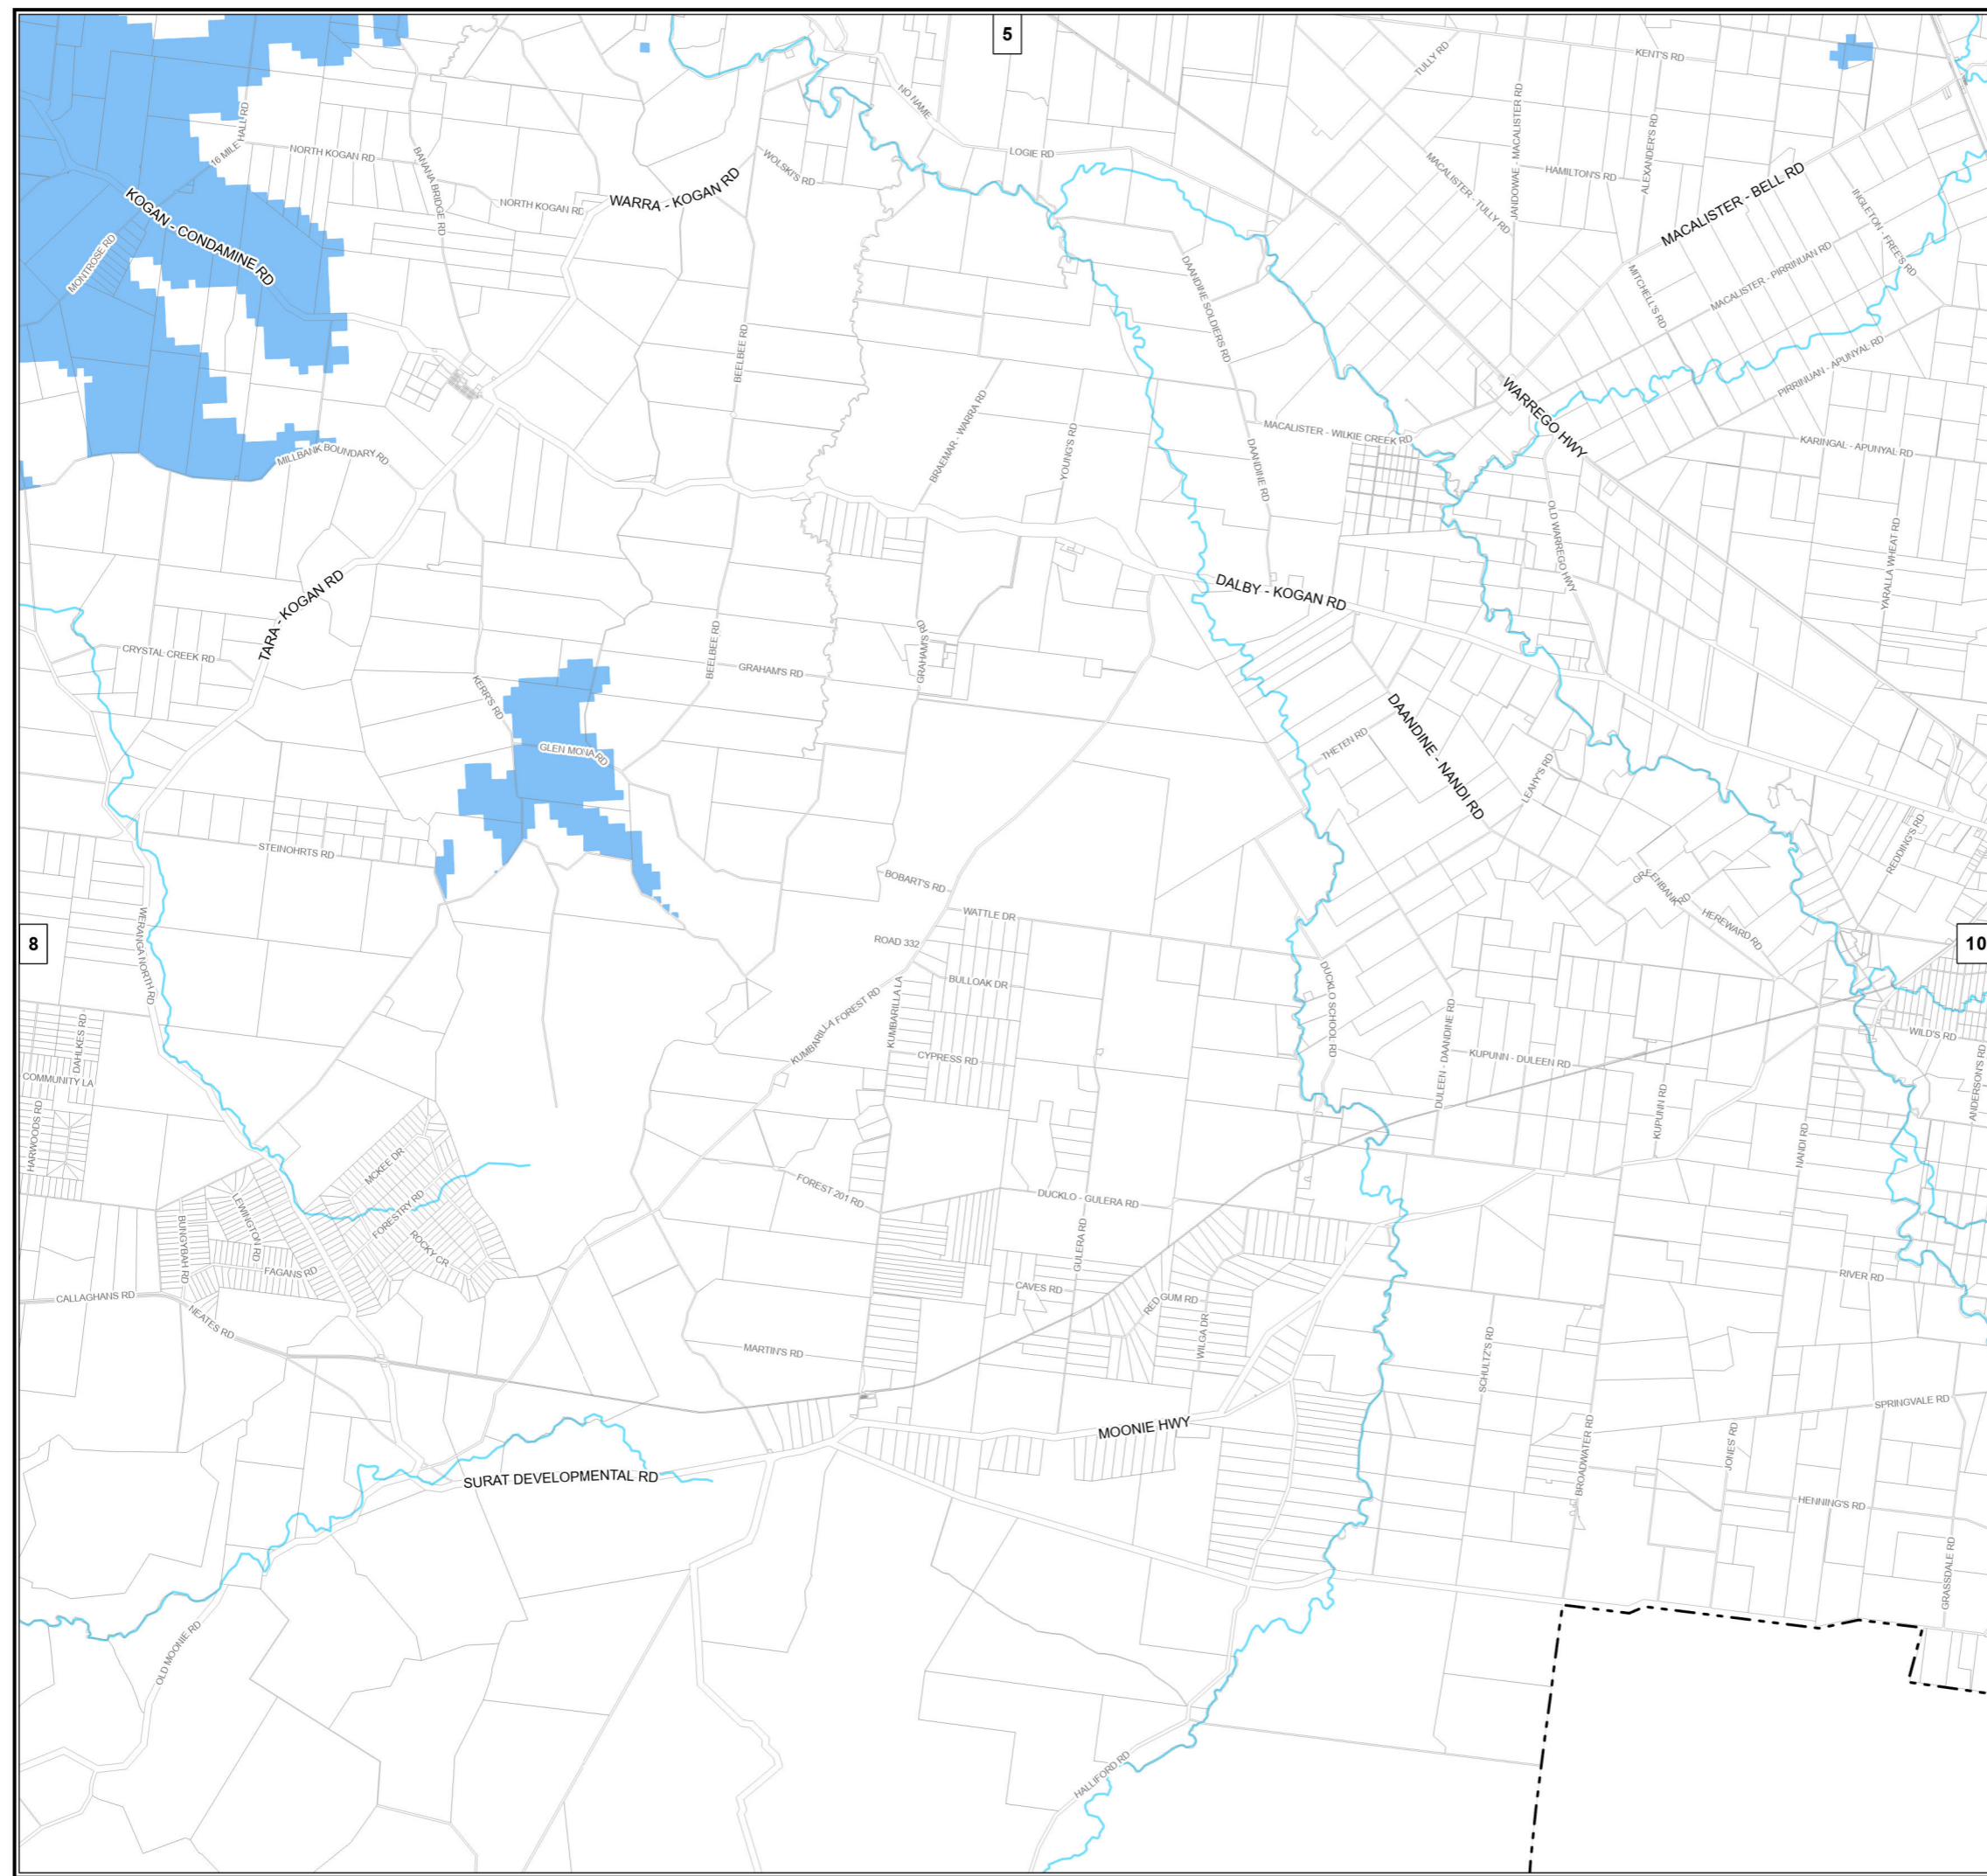 5
KENT'S RD
TULLY RD
NO NAME
16 MILE HALL RD
NORTH KOGAN RD
BANANA BRIDGE RD
NORTH KOGAN RD
WARRA - KOGAN RD
WOLSKI'S RD
LOGIE RD
MACALISTER - TULLY RD
JANDOWAE - MACALISTER RD
HAMILTON'S RD
ALEXANDER'S RD
MACALISTER - BELL RD
INGLETON - FREE'S RD
KOGAN - CONDAMINE RD
MONTROSE RD
DAANDINE SOLDIERS RD
MITCHELL'S RD
MACALISTER - PIRRINUAN RD
PIRRINUAN - APUNYAL RD
BEELBEE RD
BRAEMAR - WARRA RD
YOUNG'S RD
MACALISTER - WILKIE CREEK RD
WARREGO HWY
KARINGAL - APUNYAL RD
MILLBANK BOUNDARY RD
DAANDINE RD
OLD WARREGO HWY
YARALLA WHEAT RD
TARA - KOGAN RD
DALBY - KOGAN RD
CRYSTAL CREEK RD
BEELBEE RD
GRAHAM'S RD
GRAHAM'S RD
KERR'S RD
GLEN MONA RD
THETEN RD
DAANDINE - NANDI RD
LEAHY'S RD
STEINOHRTS RD
REDDING'S RD
BOBART'S RD
GREENBANK RD
HEREWARD RD
WATTLE DR
8
WERANGA NORTH RD
ROAD 332
10
BULLOAK DR
KUMBARILLA LA
KUMBARILLA FOREST RD
DUCKLO SCHOOL RD
DULEEN - DAANDINE RD
DAHLKES RD
CYPRESS RD
KUPUNN - DULEEN RD
WILD'S RD
COMMUNITY LA
HARWOODS RD
KUPUNN RD
NANDI RD
ANDERSON'S RD
MCKEE DR
FORESTRY RD
LEWINGTON RD
ROCKY CR
BUNGYBAH RD
FAGANS RD
FOREST 201 RD
DUCKLO - GULERA RD
GULERA RD
CAVES RD
RED GUM RD
WILGA DR
RIVER RD
CALLAGHANS RD
NEATES RD
MARTIN'S RD
SCHULTZ'S RD
SPRINGVALE RD
MOONIE HWY
BROADWATER RD
JONES' RD
SURAT DEVELOPMENTAL RD
HENNING'S RD
GRASSDALE RD
OLD MOONIE RD
HALLIFORD RD